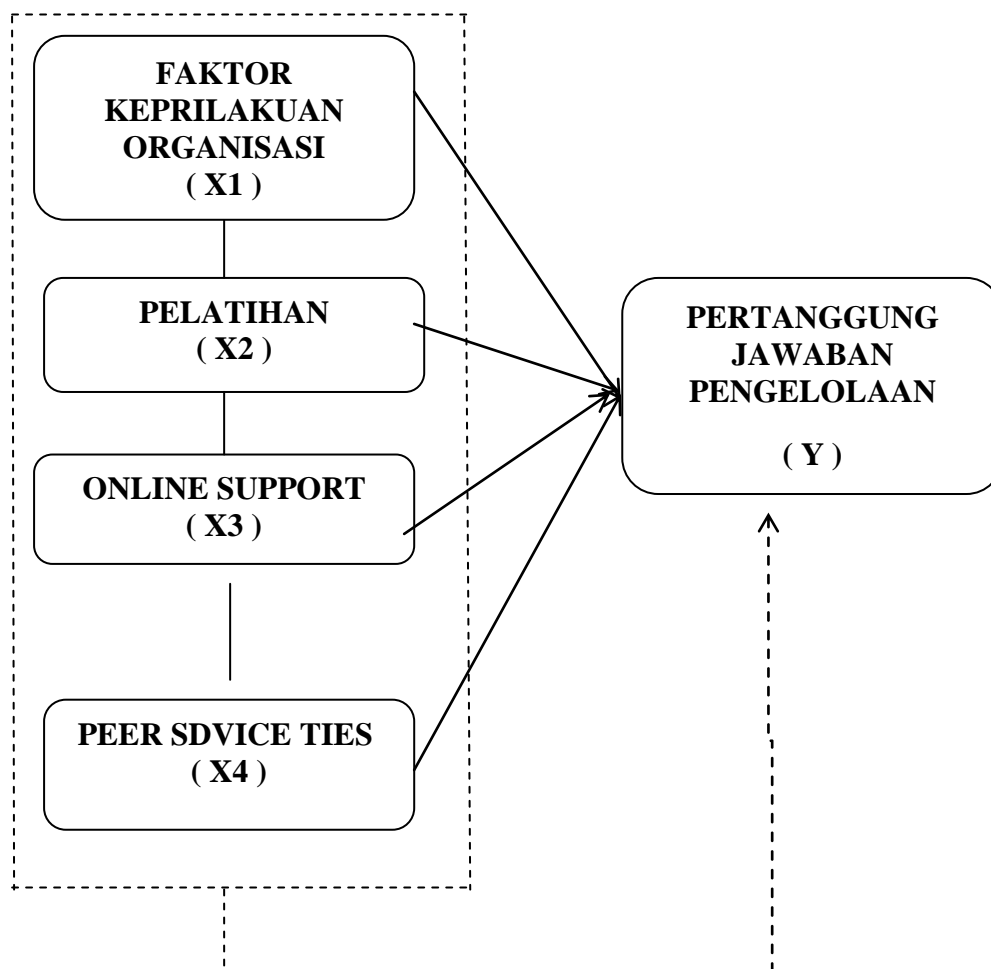 FAKTOR
KEPRILAKUAN
ORGANISASI
( X1 )
PELATIHAN
( X2 )
ONLINE SUPPORT
( X3 )
PEER SDVICE TIES
( X4 )
PERTANGGUNG
JAWABAN
PENGELOLAAN
( Y )